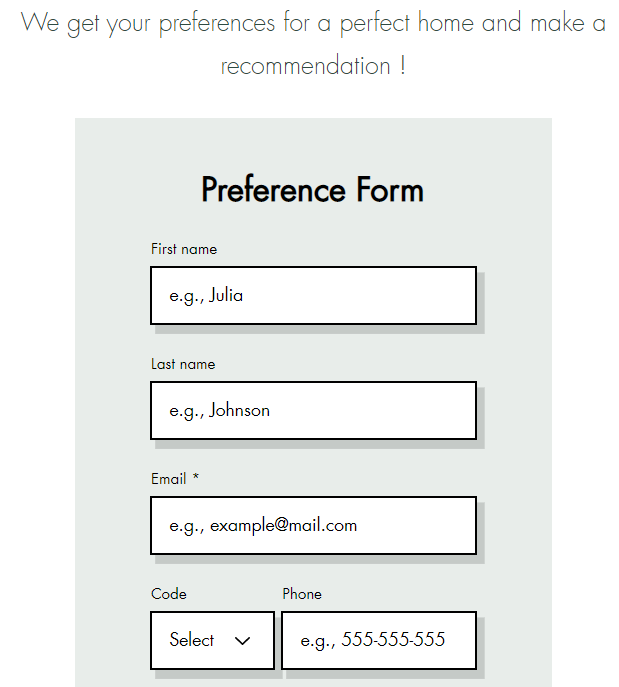 We get your preferences for a perfect home and make a
recommendation !
Preference Form
First name
e.g., Julia
Last name
e.g., Johnson
Email *
e.g., example@mail.com
Code Phone
Select e.g., 555-555-555